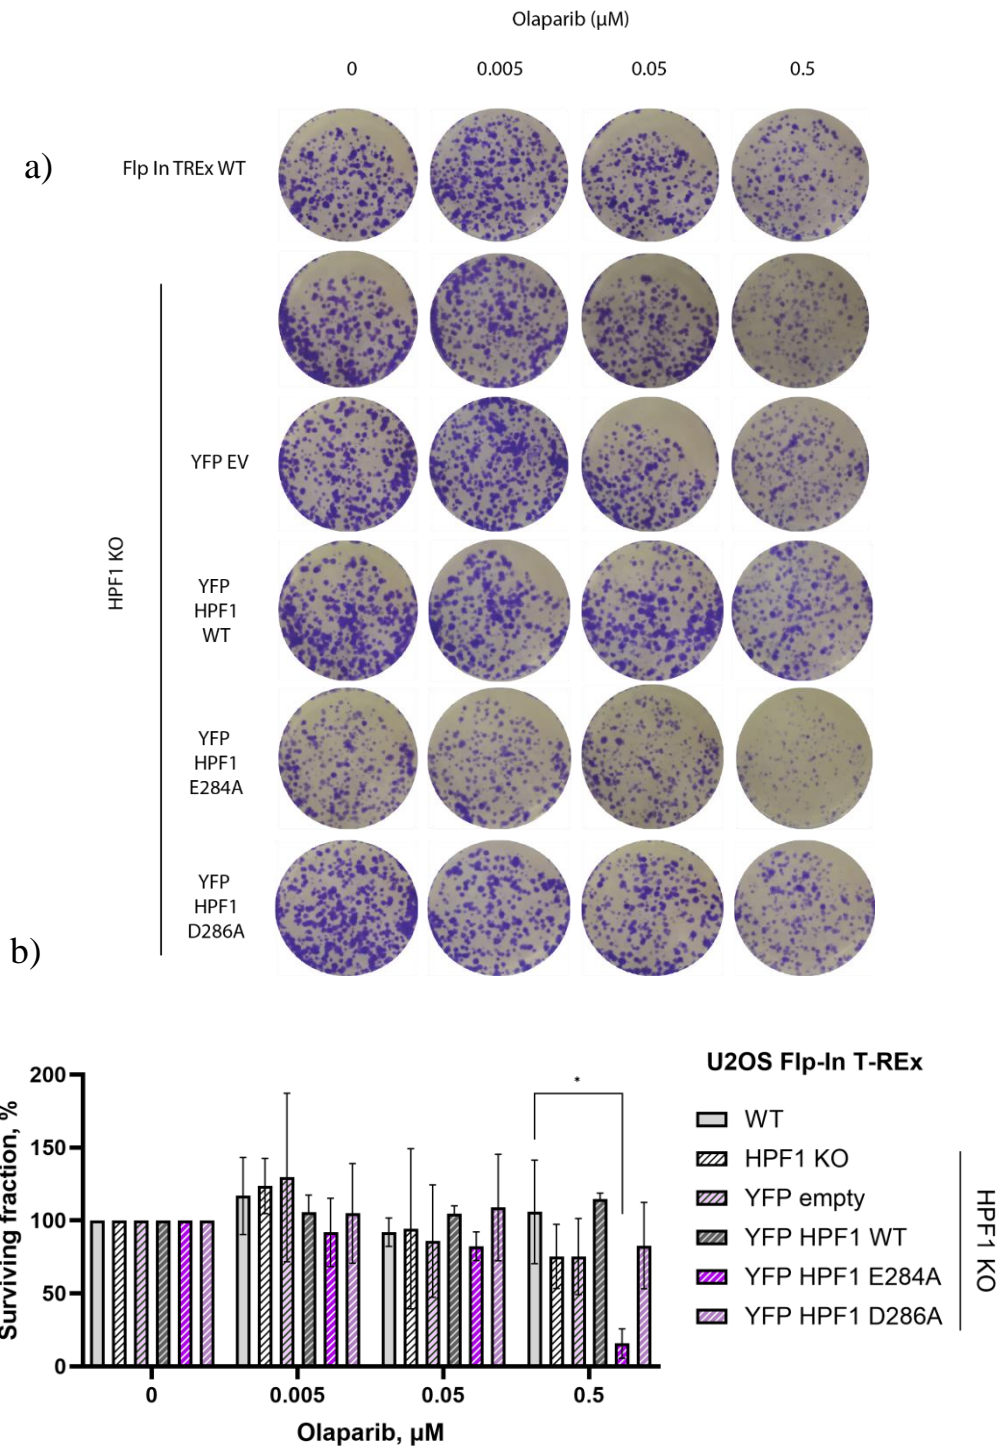 Olaparib (µM)
0 0.005 0.05 0.5
a)
Flp In TREx WT
HPF1 KO
YFP EV
YFP
HPF1
WT
YFP
HPF1
E284A
YFP
HPF1
D286A
b)
Surviving fraction, %
200
150
100
50
0
*
0 0.005 0.05 0.5
Olaparib, µM
U2OS Flp-In T-REx
WT
HPF1 KO
YFP empty
YFP HPF1 WT
YFP HPF1 E284A
YFP HPF1 D286A
HPF1 KO